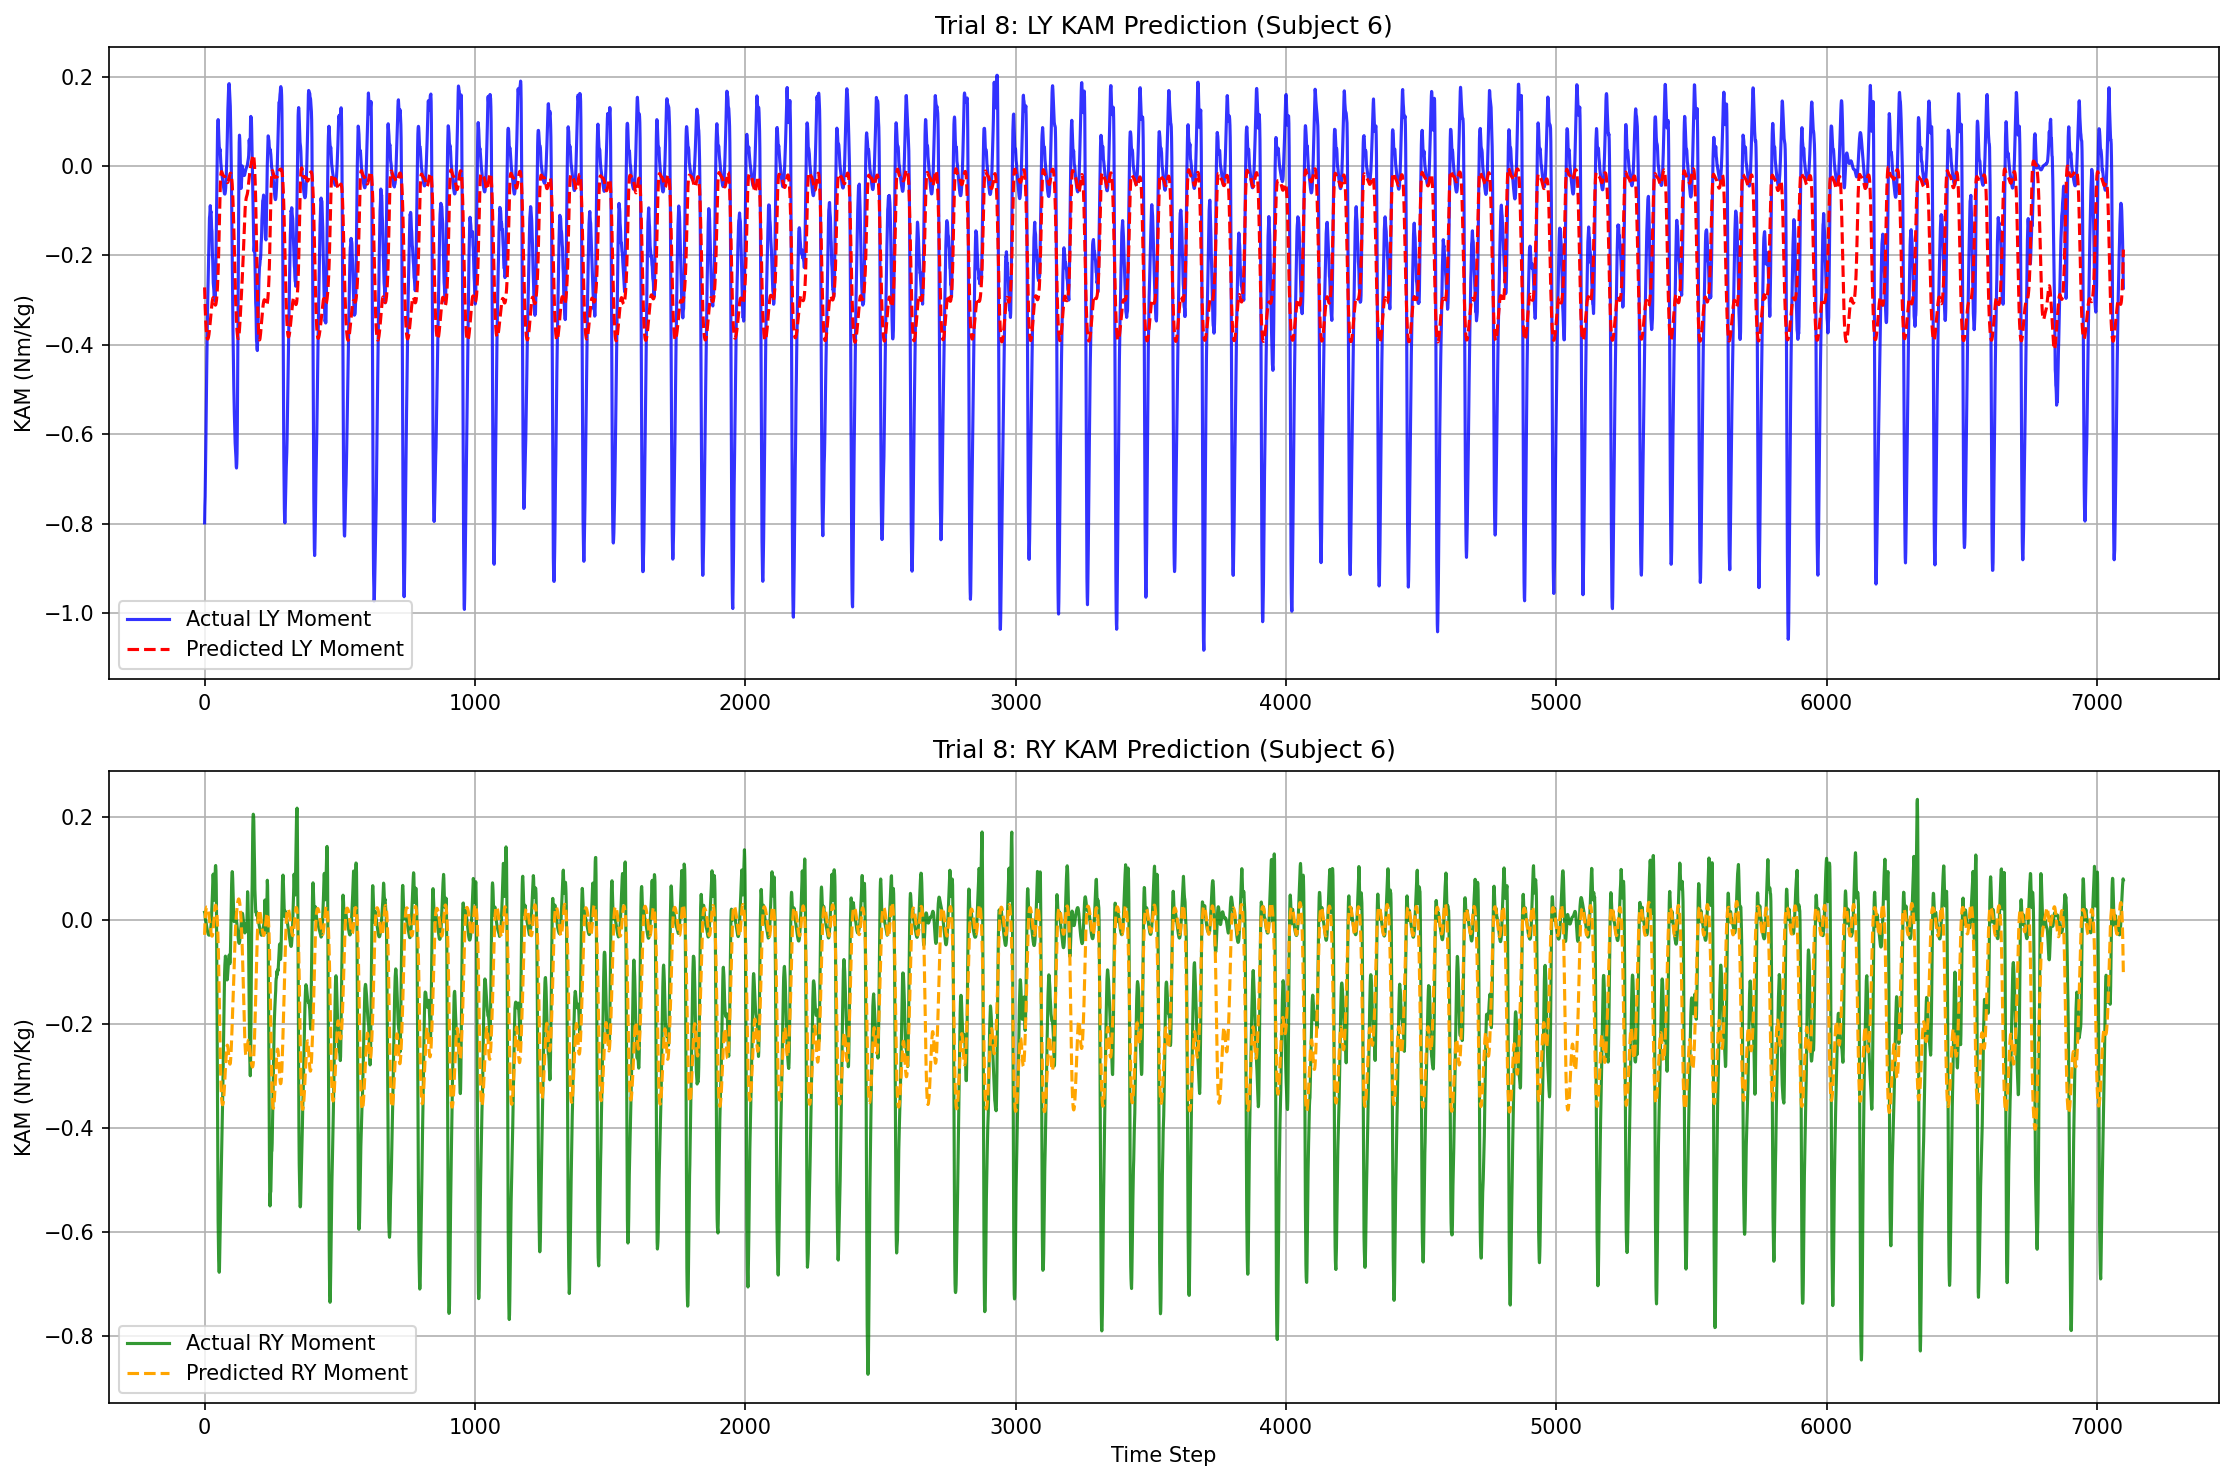 Trial 8: LY KAM Prediction (Subject 6)
KAM (Nm/Kg)
0.2
0.0
−0.2
−0.4
−0.6
−0.8
−1.0
Actual LY Moment
Predicted LY Moment
0 1000 2000 3000 4000 5000 6000 7000
Trial 8: RY KAM Prediction (Subject 6)
KAM (Nm/Kg)
0.2
0.0
−0.2
−0.4
−0.6
−0.8
Actual RY Moment
Predicted RY Moment
0 1000 2000 3000 4000 5000 6000 7000
Time Step